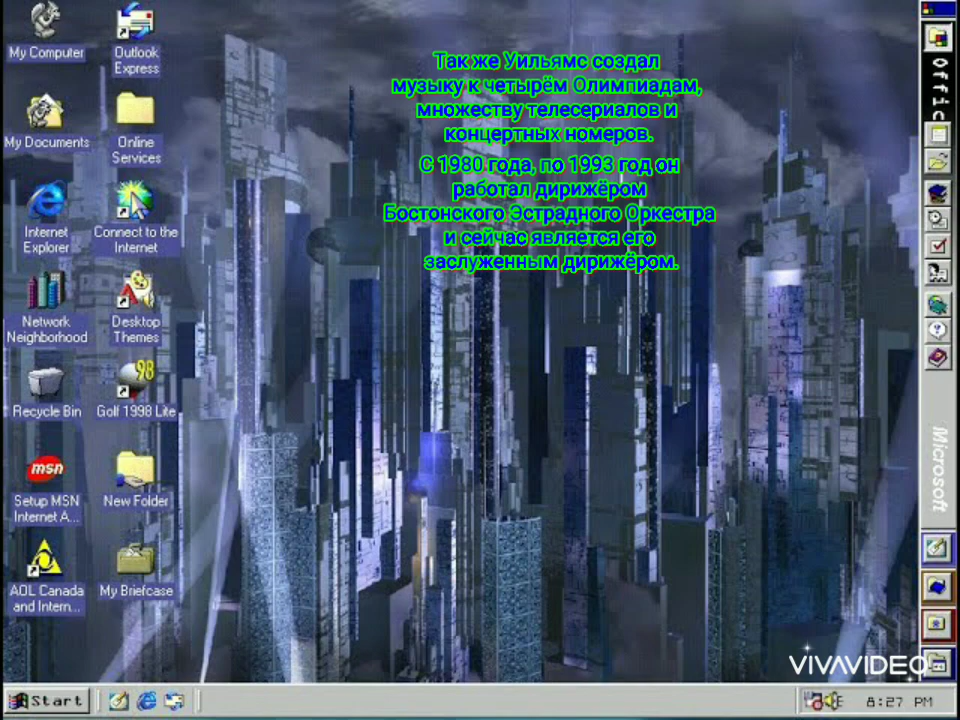 My Computer
Outlook
Express
My Documents
Online
Services
Internet
Explorer
Connect to the
Internet
Network
Neighborhood
Desktop
Themes
Recycle Bin
98
Golf 1998 Lite
msn
Setup MSN
Internet A...
New Folder
AOL Canada
and Intern...
My Briefcase
Так же Уильямс создал
музыку к четырём Олимпиадам,
множеству телесериалов и
концертных номеров.
С 1980 года, по 1993 год он
работал дирижёром
Бостонского Эстрадного Оркестра
и сейчас является его
заслуженным дирижёром.
Offic
Microsoft
VIVAVIDEO
Start
8:27 PM